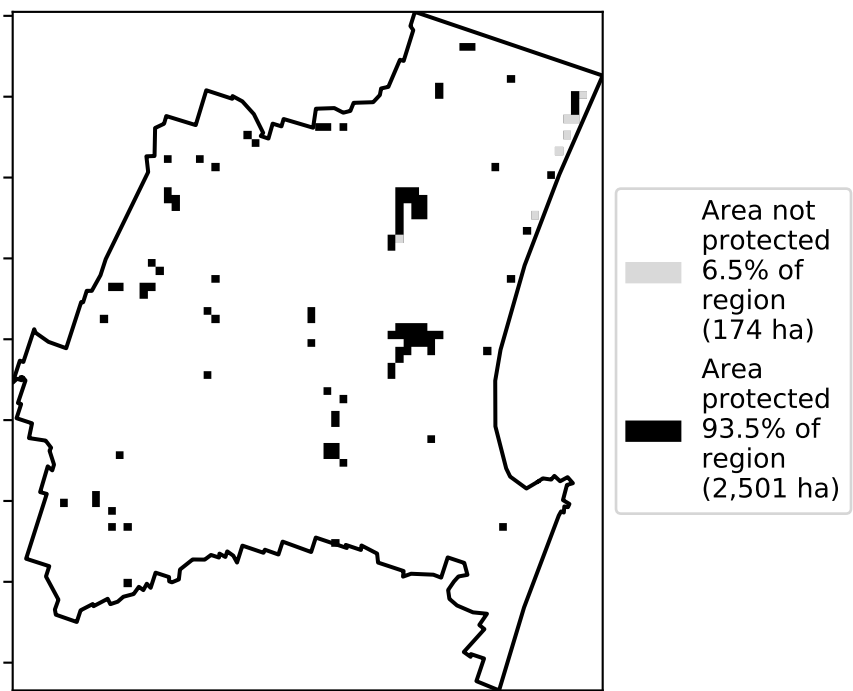 Area not
protected
6.5% of
region
(174 ha)
Area
protected
93.5% of
region
(2,501 ha)